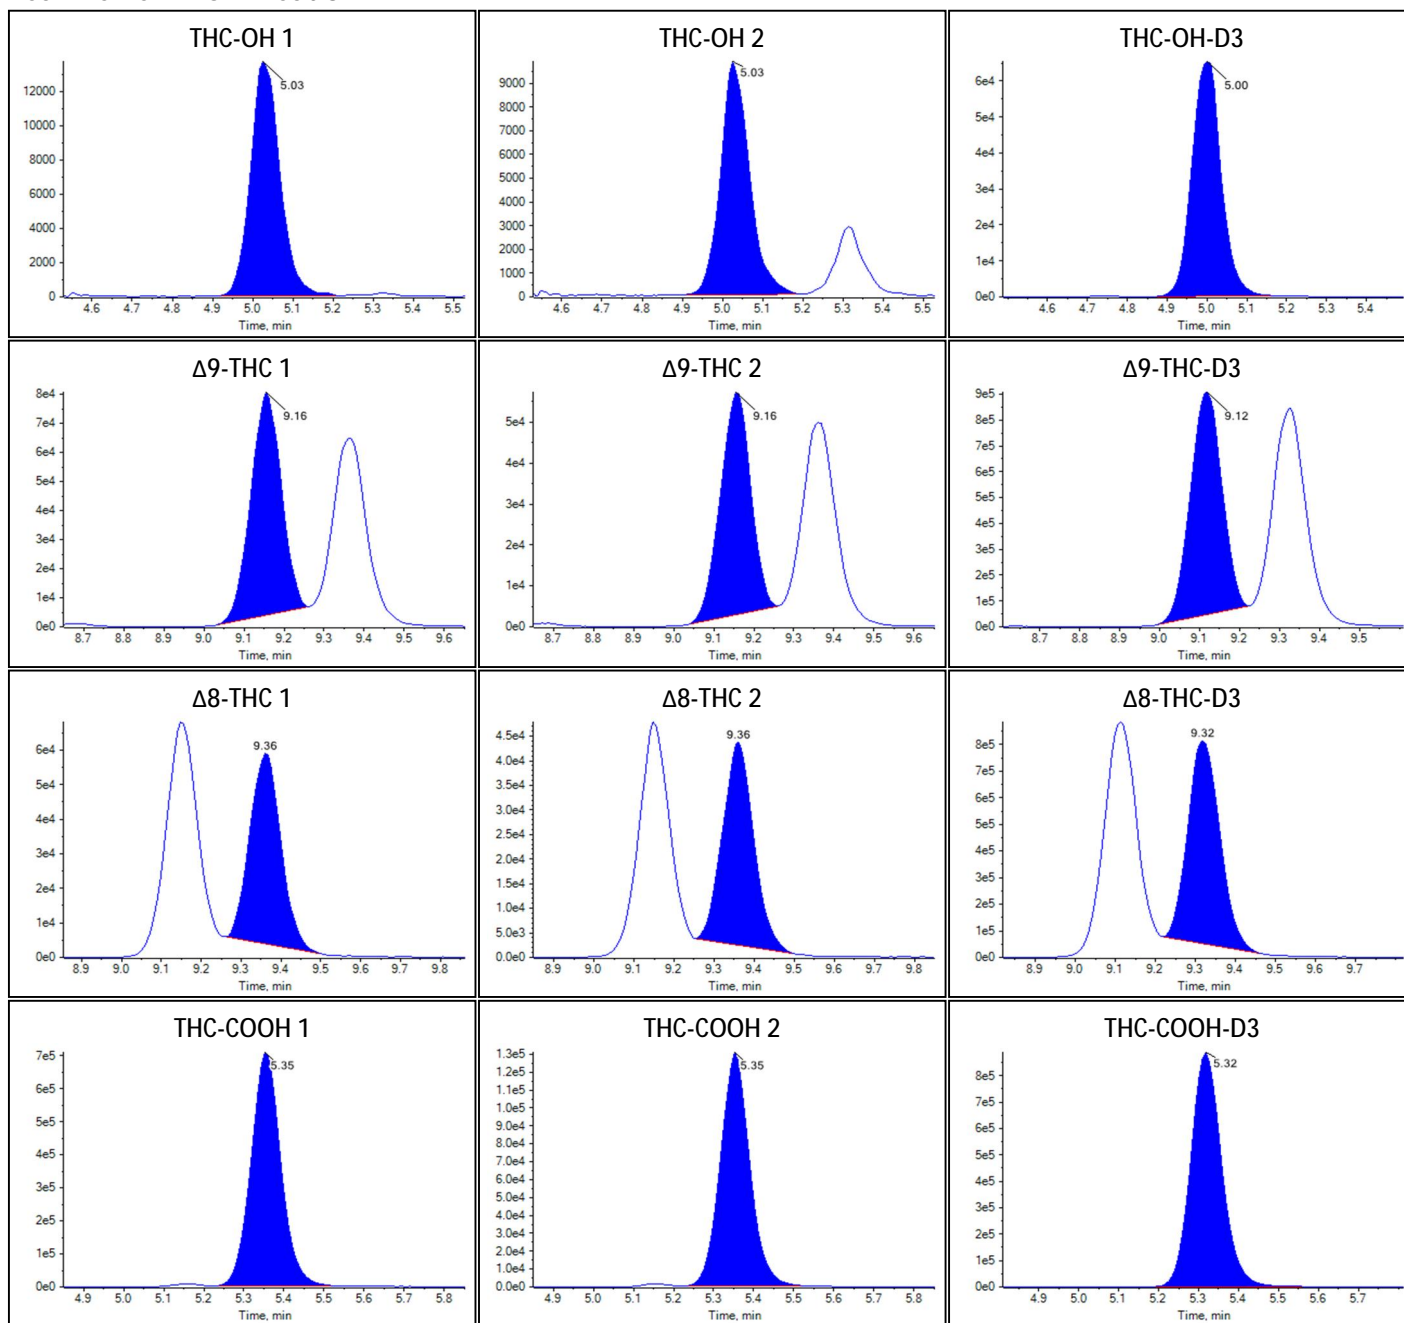 THC-OH 1
5.03
12000
10000
8000
6000
4000
2000
0
4.6 4.7 4.8 4.9 5.0 5.1 5.2 5.3 5.4 5.5
Time, min
THC-OH 2
5.03
9000
8000
7000
6000
5000
4000
3000
2000
1000
0
4.6 4.7 4.8 4.9 5.0 5.1 5.2 5.3 5.4 5.5
Time, min
THC-OH-D3
5.00
6e4
5e4
4e4
3e4
2e4
1e4
0e0
4.6 4.7 4.8 4.9 5.0 5.1 5.2 5.3 5.4
Time, min
Δ9-THC 1
9.16
8e4
7e4
6e4
5e4
4e4
3e4
2e4
1e4
0e0
8.7 8.8 8.9 9.0 9.1 9.2 9.3 9.4 9.5 9.6
Time, min
Δ9-THC 2
9.16
5e4
4e4
3e4
2e4
1e4
0e0
8.7 8.8 8.9 9.0 9.1 9.2 9.3 9.4 9.5 9.6
Time, min
Δ9-THC-D3
9.12
9e5
8e5
7e5
6e5
5e5
4e5
3e5
2e5
1e5
0e0
8.7 8.8 8.9 9.0 9.1 9.2 9.3 9.4 9.5
Time, min
Δ8-THC 1
9.36
6e4
5e4
4e4
3e4
2e4
1e4
0e0
8.9 9.0 9.1 9.2 9.3 9.4 9.5 9.6 9.7 9.8
Time, min
Δ8-THC 2
9.36
4.5e4
4.0e4
3.5e4
3.0e4
2.5e4
2.0e4
1.5e4
1.0e4
5.0e3
0.0e0
8.9 9.0 9.1 9.2 9.3 9.4 9.5 9.6 9.7 9.8
Time, min
Δ8-THC-D3
9.32
8e5
7e5
6e5
5e5
4e5
3e5
2e5
1e5
0e0
8.9 9.0 9.1 9.2 9.3 9.4 9.5 9.6 9.7
Time, min
THC-COOH 1
5.35
7e5
6e5
5e5
4e5
3e5
2e5
1e5
0e0
4.9 5.0 5.1 5.2 5.3 5.4 5.5 5.6 5.7 5.8
Time, min
THC-COOH 2
5.35
1.3e5
1.2e5
1.1e5
1.0e5
9.0e4
8.0e4
7.0e4
6.0e4
5.0e4
4.0e4
3.0e4
2.0e4
1.0e4
0.0e0
4.9 5.0 5.1 5.2 5.3 5.4 5.5 5.6 5.7 5.8
Time, min
THC-COOH-D3
5.32
8e5
7e5
6e5
5e5
4e5
3e5
2e5
1e5
0e0
4.9 5.0 5.1 5.2 5.3 5.4 5.5 5.6 5.7
Time, min